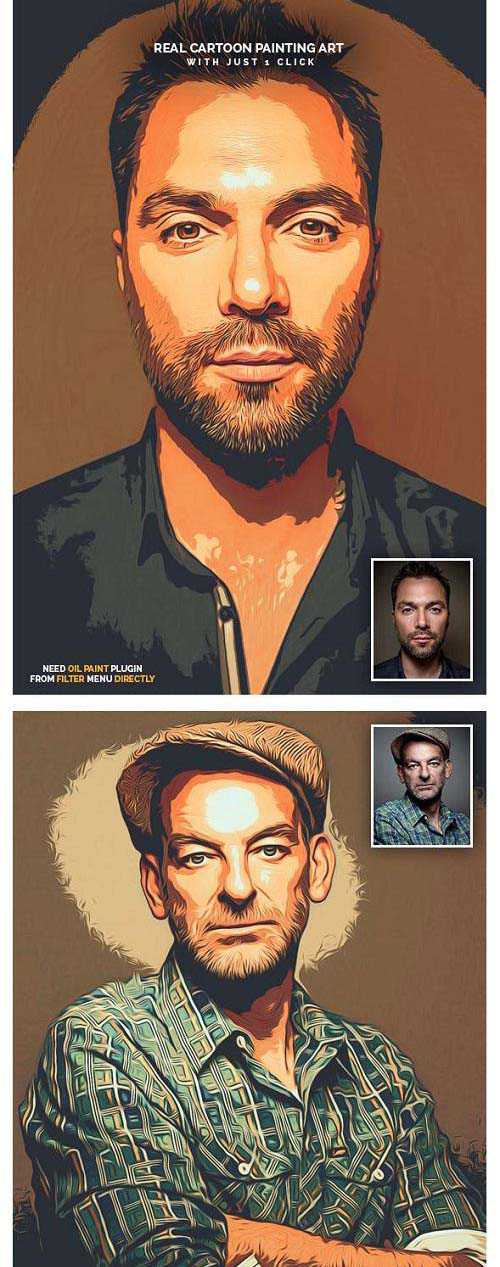 REAL CARTOON PAINTING ART
WITH JUST 1 CLICK
NEED OIL PAINT PLUGIN
FROM FILTER MENU DIRECTLY